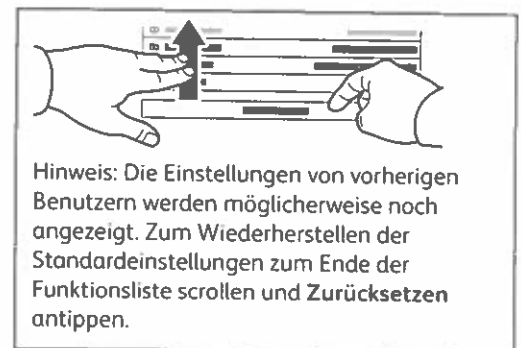 Hinweis: Die Einstellungen von vorherigen
Benutzern werden möglicherweise noch
angezeigt. Zum Wiederherstellen der
Standardeinstellungen zum Ende der
Funktionsliste scrollen und Zurücksetzen
antippen.